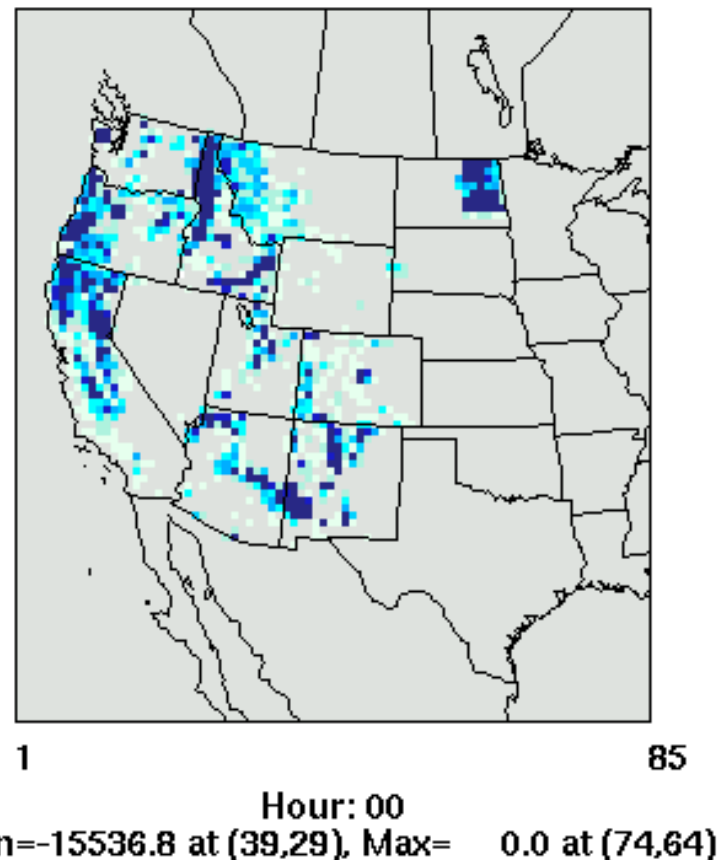 1 85
Hour: 00
n=-15536.8 at (39,29), Max= 0.0 at (74,64)